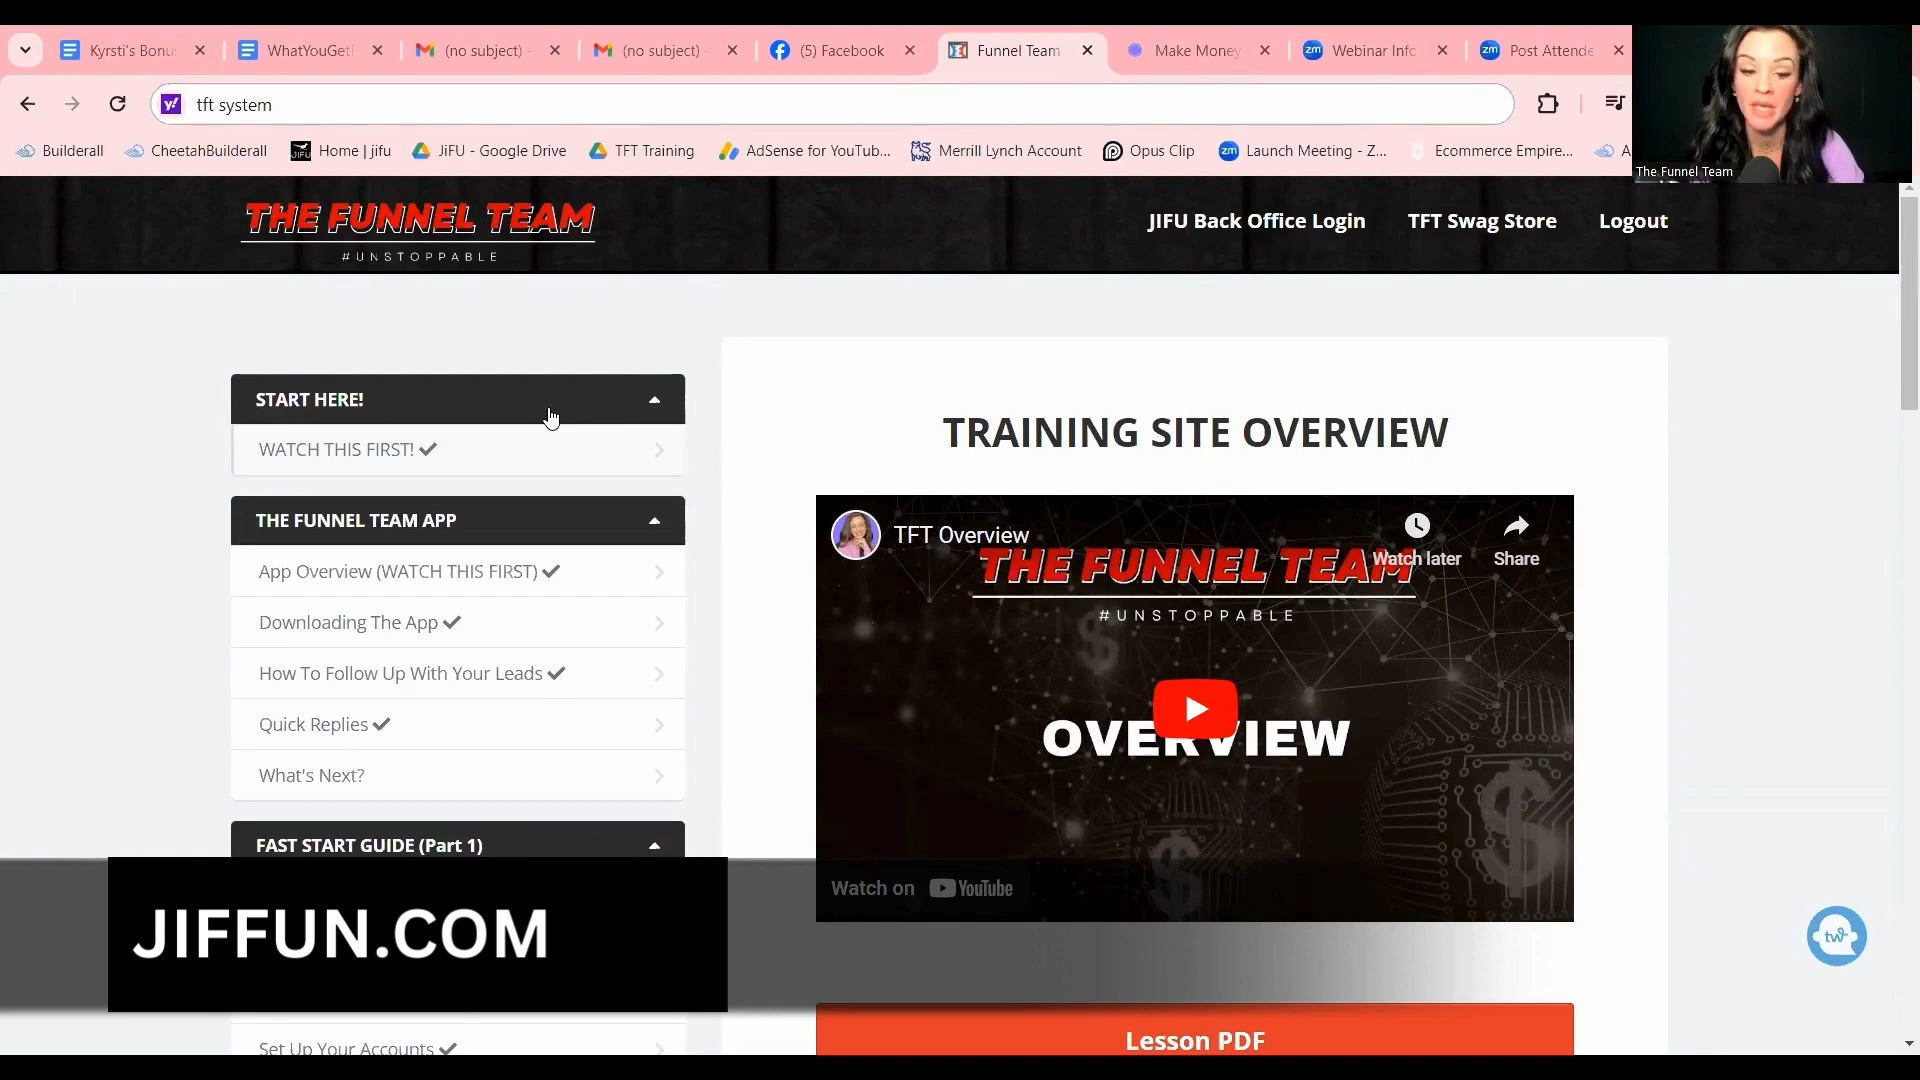 Kyrsti's Bonu
WhatYouGet
(no subject) -
(no subject) -
(5) Facebook
Funnel Team
Make Money
Webinar Info
Post Attende
tft system
Builderall
CheetahBuilderall
JIFU
Home | jifu
JiFU - Google Drive
TFT Training
AdSense for YouTub...
Merrill Lynch Account
Opus Clip
Launch Meeting - Z...
Ecommerce Empire...
The Funnel Team
THE FUNNEL TEAM
#UNSTOPPABLE
JIFU Back Office Login
TFT Swag Store
Logout
START HERE!
WATCH THIS FIRST!
THE FUNNEL TEAM APP
App Overview (WATCH THIS FIRST)
Downloading The App
How To Follow Up With Your Leads
Quick Replies
What's Next?
FAST START GUIDE (Part 1)
Set Up Your Accounts
TRAINING SITE OVERVIEW
TFT Overview
Watch later
Share
THE FUNNEL TEAM
#UNSTOPPABLE
OVERVIEW
Watch on YouTube
Lesson PDF
JIFFUN.COM